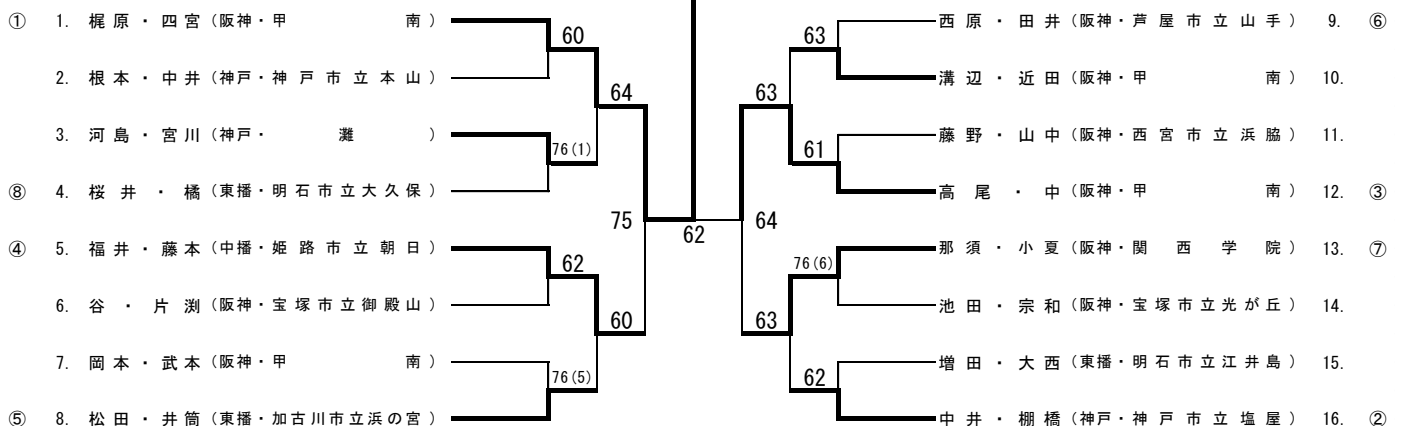 ① 1. 梶原・四宮(阪神・甲南)
60
2. 根本・中井(神戸・神戸市立本山)
64
3. 河島・宮川(神戸・灘)
76(1)
⑧ 4. 桜井・橘(東播・明石市立大久保)
75
④ 5. 福井・藤本(中播・姫路市立朝日)
62
6. 谷・片渕(阪神・宝塚市立御殿山)
60
7. 岡本・武本(阪神・甲南)
76(5)
⑤ 8. 松田・井筒(東播・加古川市立浜の宮)
62
西原・田井(阪神・芦屋市立山手) 9. ⑥
63
溝辺・近田(阪神・甲南) 10.
63
藤野・山中(阪神・西宮市立浜脇) 11.
61
高尾・中(阪神・甲南) 12. ③
64
那須・小夏(阪神・関西学院) 13. ⑦
76(6)
池田・宗和(阪神・宝塚市立光が丘) 14.
63
増田・大西(東播・明石市立江井島) 15.
62
中井・棚橋(神戸・神戸市立塩屋) 16. ②